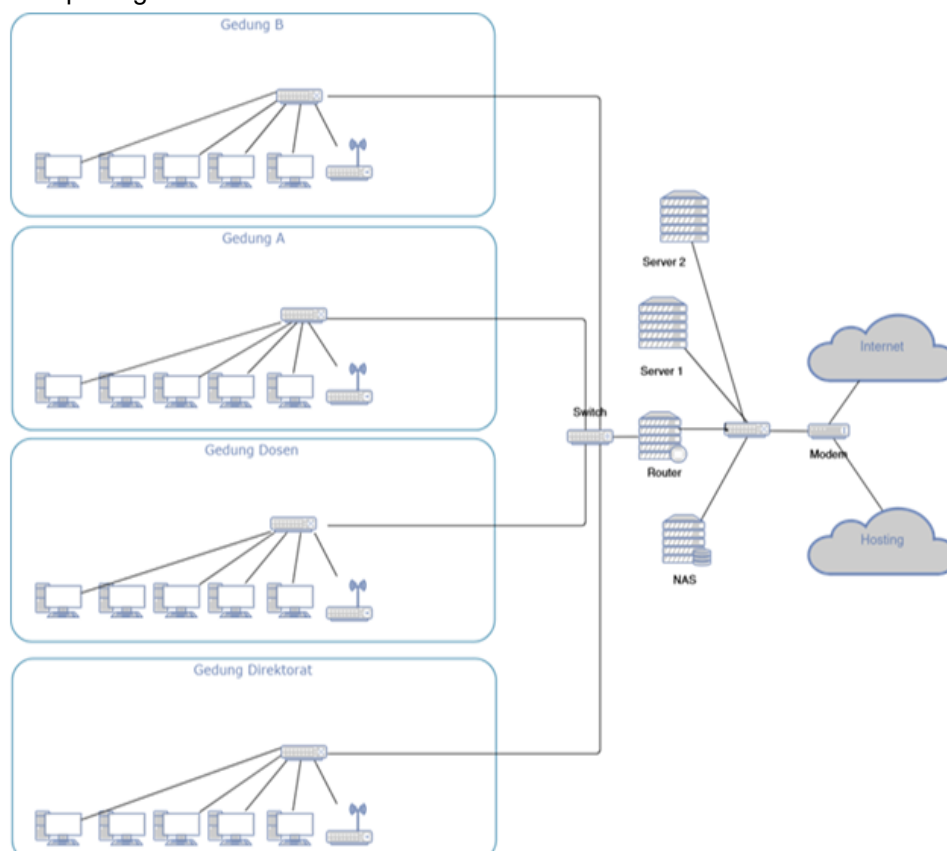 Gedung B
Gedung A
Gedung Dosen
Gedung Direktorat
Server 2
Server 1
Switch
Router
NAS
Modem
Internet
Hosting